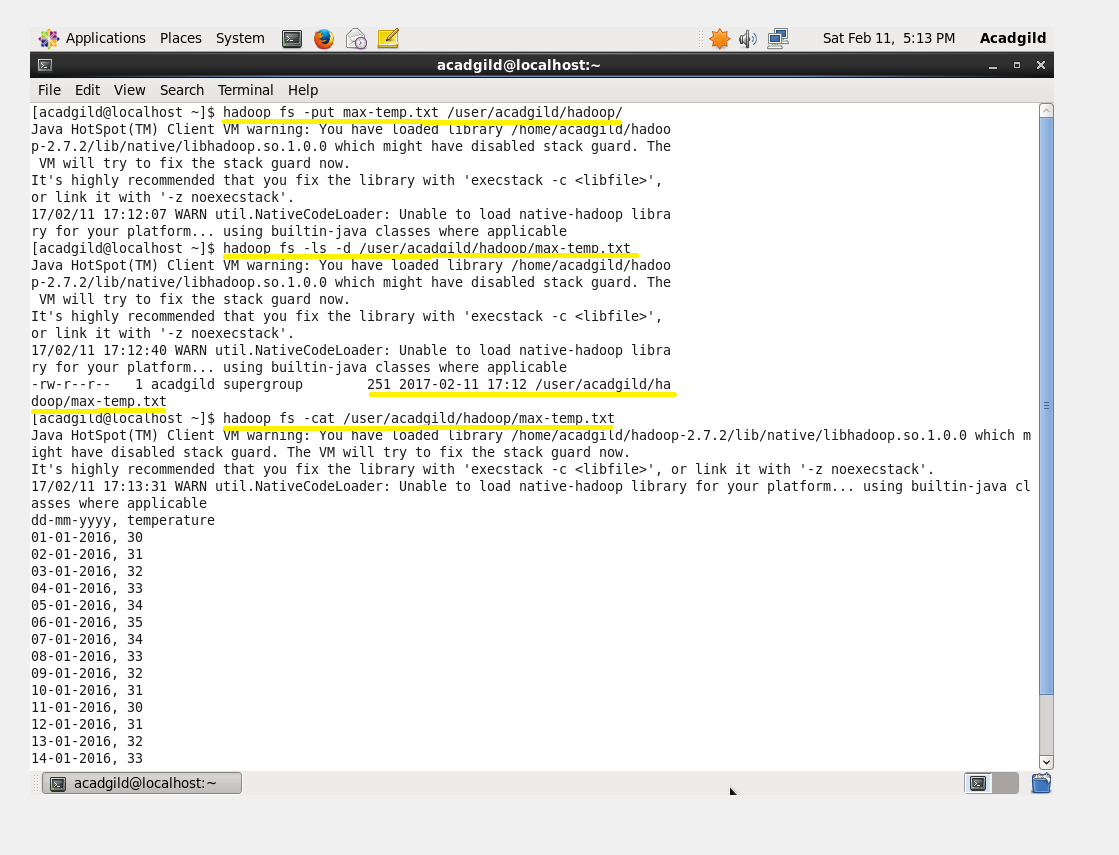 Applications Places System Sat Feb 11, 5:13 PM Acadgild
acadgild@localhost:~
File Edit View Search Terminal Help
[acadgild@localhost ~]$ hadoop fs -put max-temp.txt /user/acadgild/hadoop/
Java HotSpot(TM) Client VM warning: You have loaded library /home/acadgild/hadoo
p-2.7.2/lib/native/libhadoop.so.1.0.0 which might have disabled stack guard. The
 VM will try to fix the stack guard now.
It's highly recommended that you fix the library with 'execstack -c <libfile>',
or link it with '-z noexecstack'.
17/02/11 17:12:07 WARN util.NativeCodeLoader: Unable to load native-hadoop libra
ry for your platform... using builtin-java classes where applicable
[acadgild@localhost ~]$ hadoop fs -ls -d /user/acadgild/hadoop/max-temp.txt
Java HotSpot(TM) Client VM warning: You have loaded library /home/acadgild/hadoo
p-2.7.2/lib/native/libhadoop.so.1.0.0 which might have disabled stack guard. The
 VM will try to fix the stack guard now.
It's highly recommended that you fix the library with 'execstack -c <libfile>',
or link it with '-z noexecstack'.
17/02/11 17:12:40 WARN util.NativeCodeLoader: Unable to load native-hadoop libra
ry for your platform... using builtin-java classes where applicable
-rw-r--r--   1 acadgild supergroup        251 2017-02-11 17:12 /user/acadgild/ha
doop/max-temp.txt
[acadgild@localhost ~]$ hadoop fs -cat /user/acadgild/hadoop/max-temp.txt
Java HotSpot(TM) Client VM warning: You have loaded library /home/acadgild/hadoop-2.7.2/lib/native/libhadoop.so.1.0.0 which m
ight have disabled stack guard. The VM will try to fix the stack guard now.
It's highly recommended that you fix the library with 'execstack -c <libfile>', or link it with '-z noexecstack'.
17/02/11 17:13:31 WARN util.NativeCodeLoader: Unable to load native-hadoop library for your platform... using builtin-java cl
asses where applicable
dd-mm-yyyy, temperature
01-01-2016, 30
02-01-2016, 31
03-01-2016, 32
04-01-2016, 33
05-01-2016, 34
06-01-2016, 35
07-01-2016, 34
08-01-2016, 33
09-01-2016, 32
10-01-2016, 31
11-01-2016, 30
12-01-2016, 31
13-01-2016, 32
14-01-2016, 33
acadgild@localhost:~